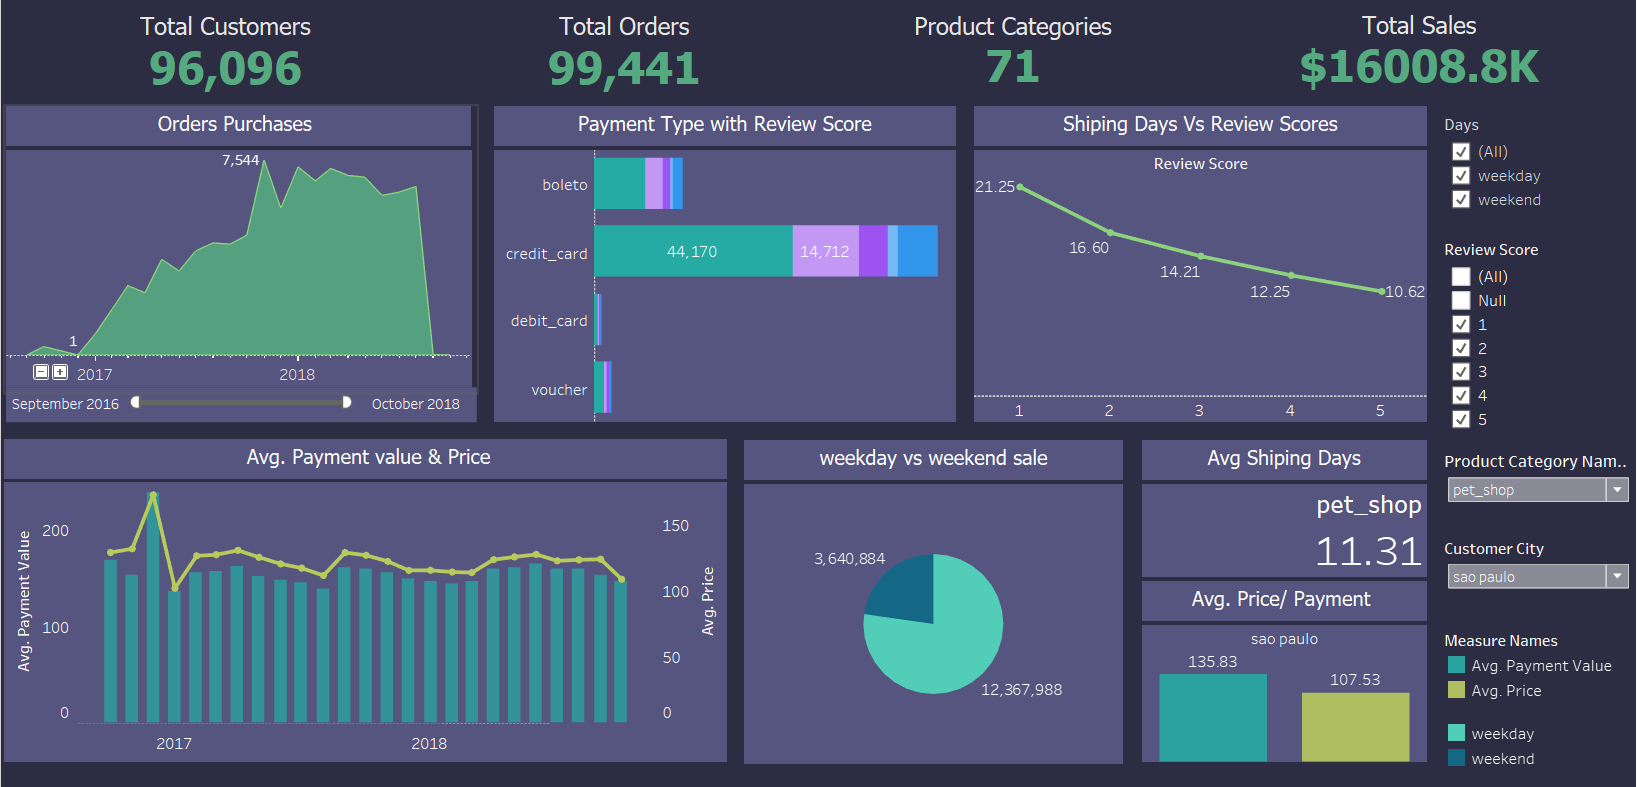 Total Customers
96,096
Total Orders
99,441
Product Categories
71
Total Sales
$16008.8K
Orders Purchases
7,544
1
2017
2018
September 2016
October 2018
Payment Type with Review Score
boleto
credit_card
44,170
14,712
debit_card
voucher
Shiping Days Vs Review Scores
Review Score
21.25
16.60
14.21
12.25
10.62
1
2
3
4
5
Days
(All)
weekday
weekend
Review Score
(All)
Null
1
2
3
4
5
Avg. Payment value & Price
Avg. Payment Value
200
100
0
150
100
50
0
Avg. Price
2017
2018
weekday vs weekend sale
3,640,884
12,367,988
Avg Shiping Days
pet_shop
11.31
Avg. Price/ Payment
sao paulo
135.83
107.53
Product Category Nam..
pet_shop
Customer City
sao paulo
Measure Names
Avg. Payment Value
Avg. Price
weekday
weekend